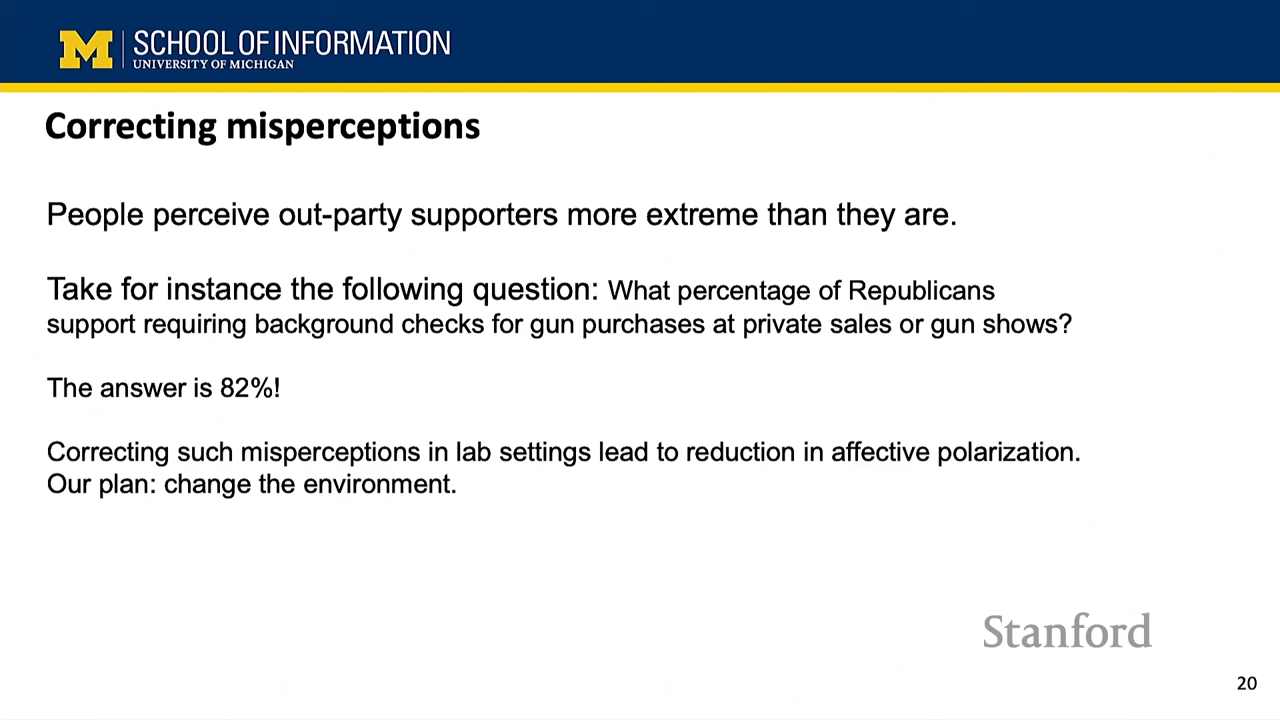 M SCHOOL OF INFORMATION
UNIVERSITY OF MICHIGAN
Correcting misperceptions
People perceive out-party supporters more extreme than they are.
Take for instance the following question: What percentage of Republicans
support requiring background checks for gun purchases at private sales or gun shows?
The answer is 82%!
Correcting such misperceptions in lab settings lead to reduction in affective polarization.
Our plan: change the environment.
Stanford
20